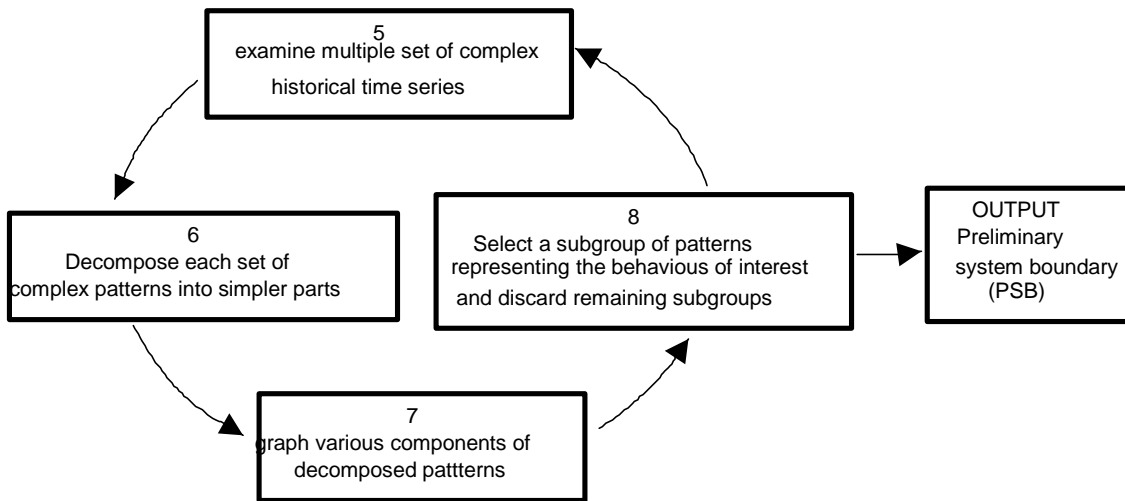 5
examine multiple set of complex
historical time series
6
Decompose each set of
complex patterns into simpler parts
8
Select a subgroup of patterns
representing the behavious of interest
and discard remaining subgroups
OUTPUT
Preliminary
system boundary
(PSB)
7
graph various components of
decomposed pattterns